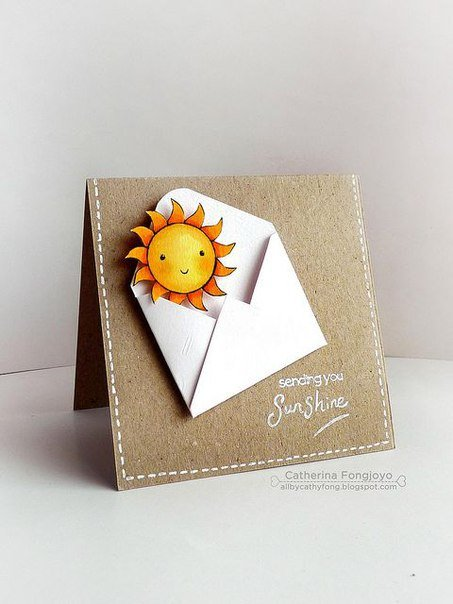 sending you
Sunshine
Catherina Fongjoyo
allbycathyfong.blogspot.com